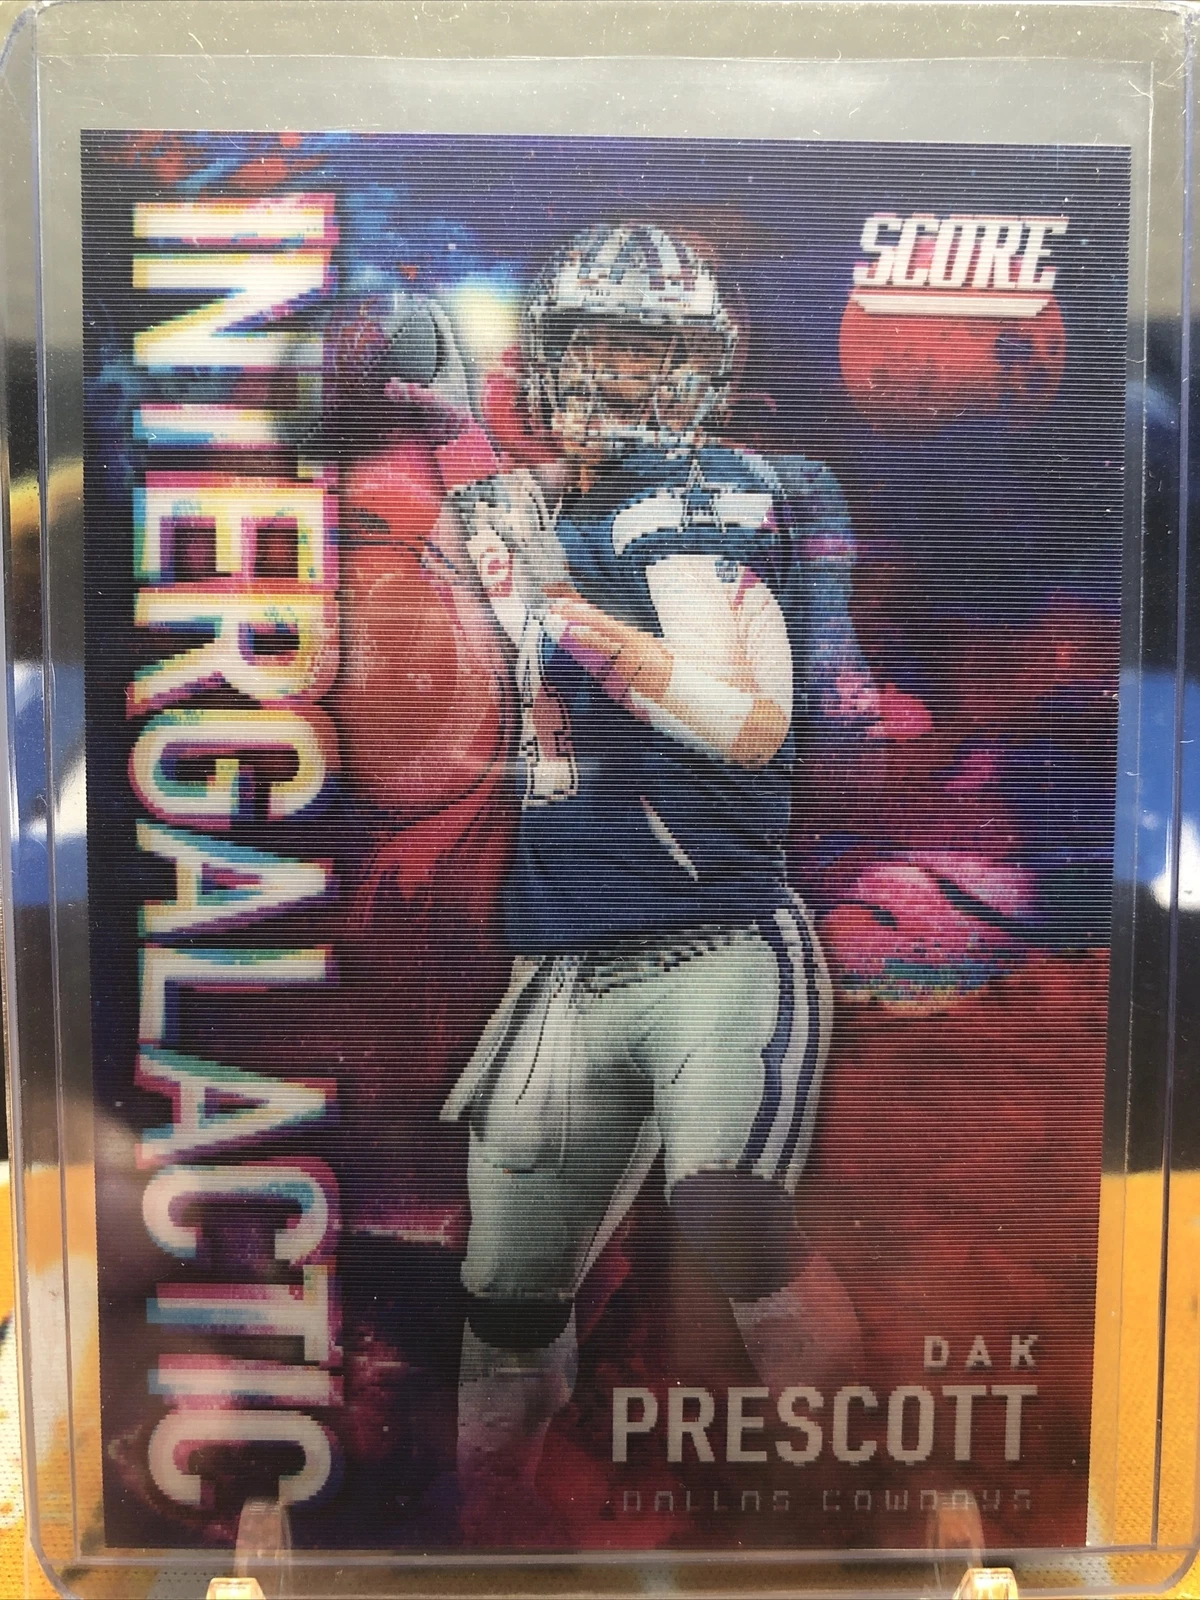 INTERGALACTIC
SCORE
DAK
PRESCOTT
DALLAS COWBOYS